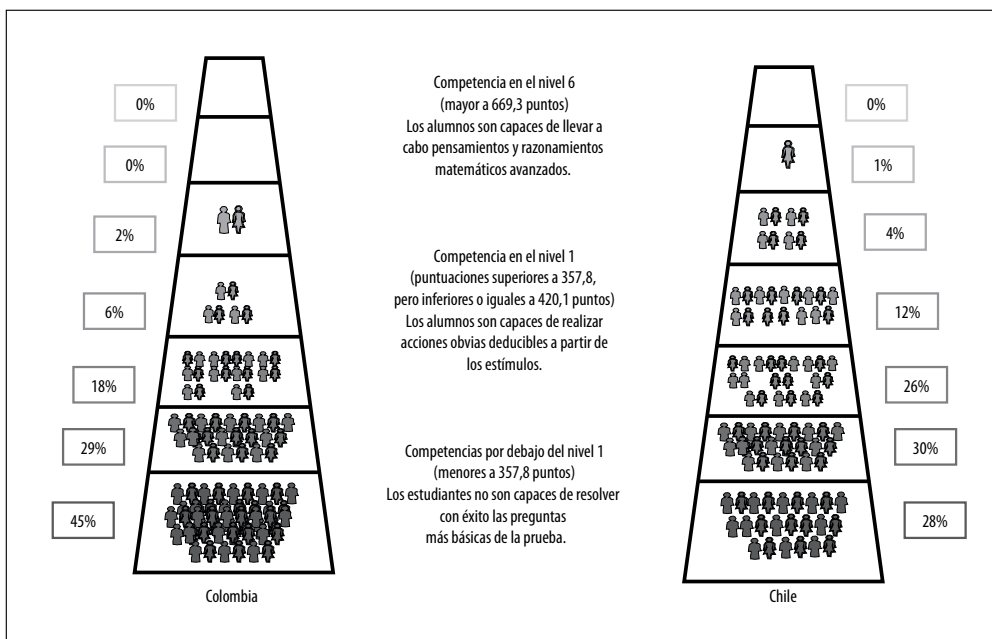 0%
0%
2%
6%
18%
29%
45%
Colombia
Competencia en el nivel 6
(mayor a 669,3 puntos)
Los alumnos son capaces de llevar a
cabo pensamientos y razonamientos
matemáticos avanzados.
Competencia en el nivel 1
(puntuaciones superiores a 357,8,
pero inferiores o iguales a 420,1 puntos)
Los alumnos son capaces de realizar
acciones obvias deducibles a partir de
los estímulos.
Competencias por debajo del nivel 1
(menores a 357,8 puntos)
Los estudiantes no son capaces de resolver
con éxito las preguntas
más básicas de la prueba.
0%
1%
4%
12%
26%
30%
28%
Chile